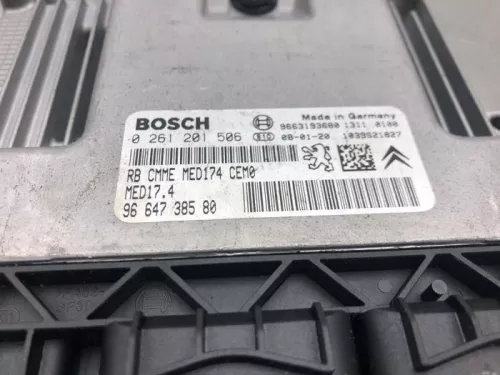 BOSCH
0 261 201 506
Made in Germany
9663193680 1311 0100
08-01-20 1039S21827
RB CMME MED174 CEM0
MED17.4
96 647 385 80